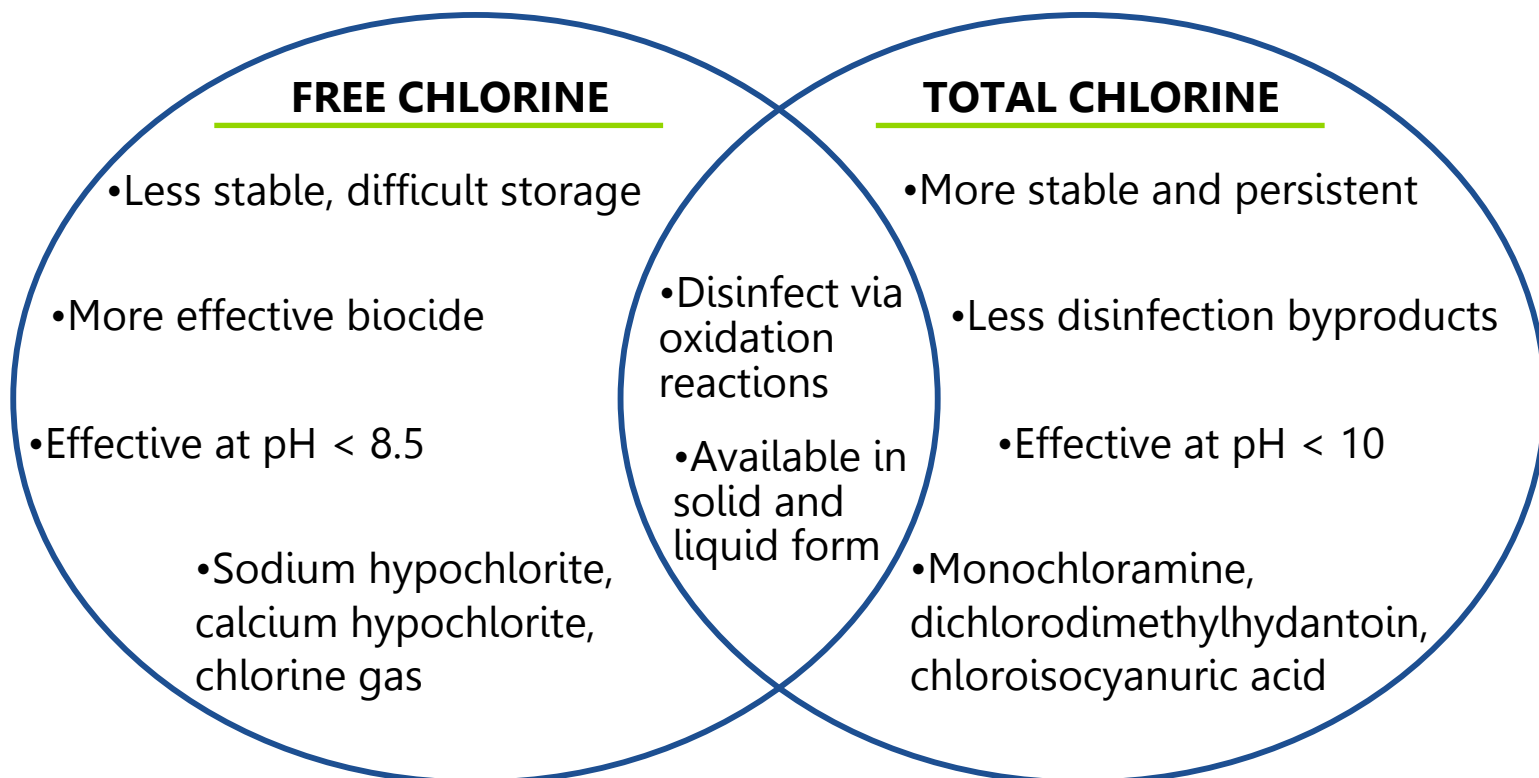 FREE CHLORINE
•Less stable, difficult storage
•More effective biocide
•Effective at pH < 8.5
•Sodium hypochlorite,
calcium hypochlorite,
chlorine gas
•Disinfect via
oxidation
reactions
•Available in
solid and
liquid form
TOTAL CHLORINE
•More stable and persistent
•Less disinfection byproducts
•Effective at pH < 10
•Monochloramine,
dichlorodimethylhydantoin,
chloroisocyanuric acid